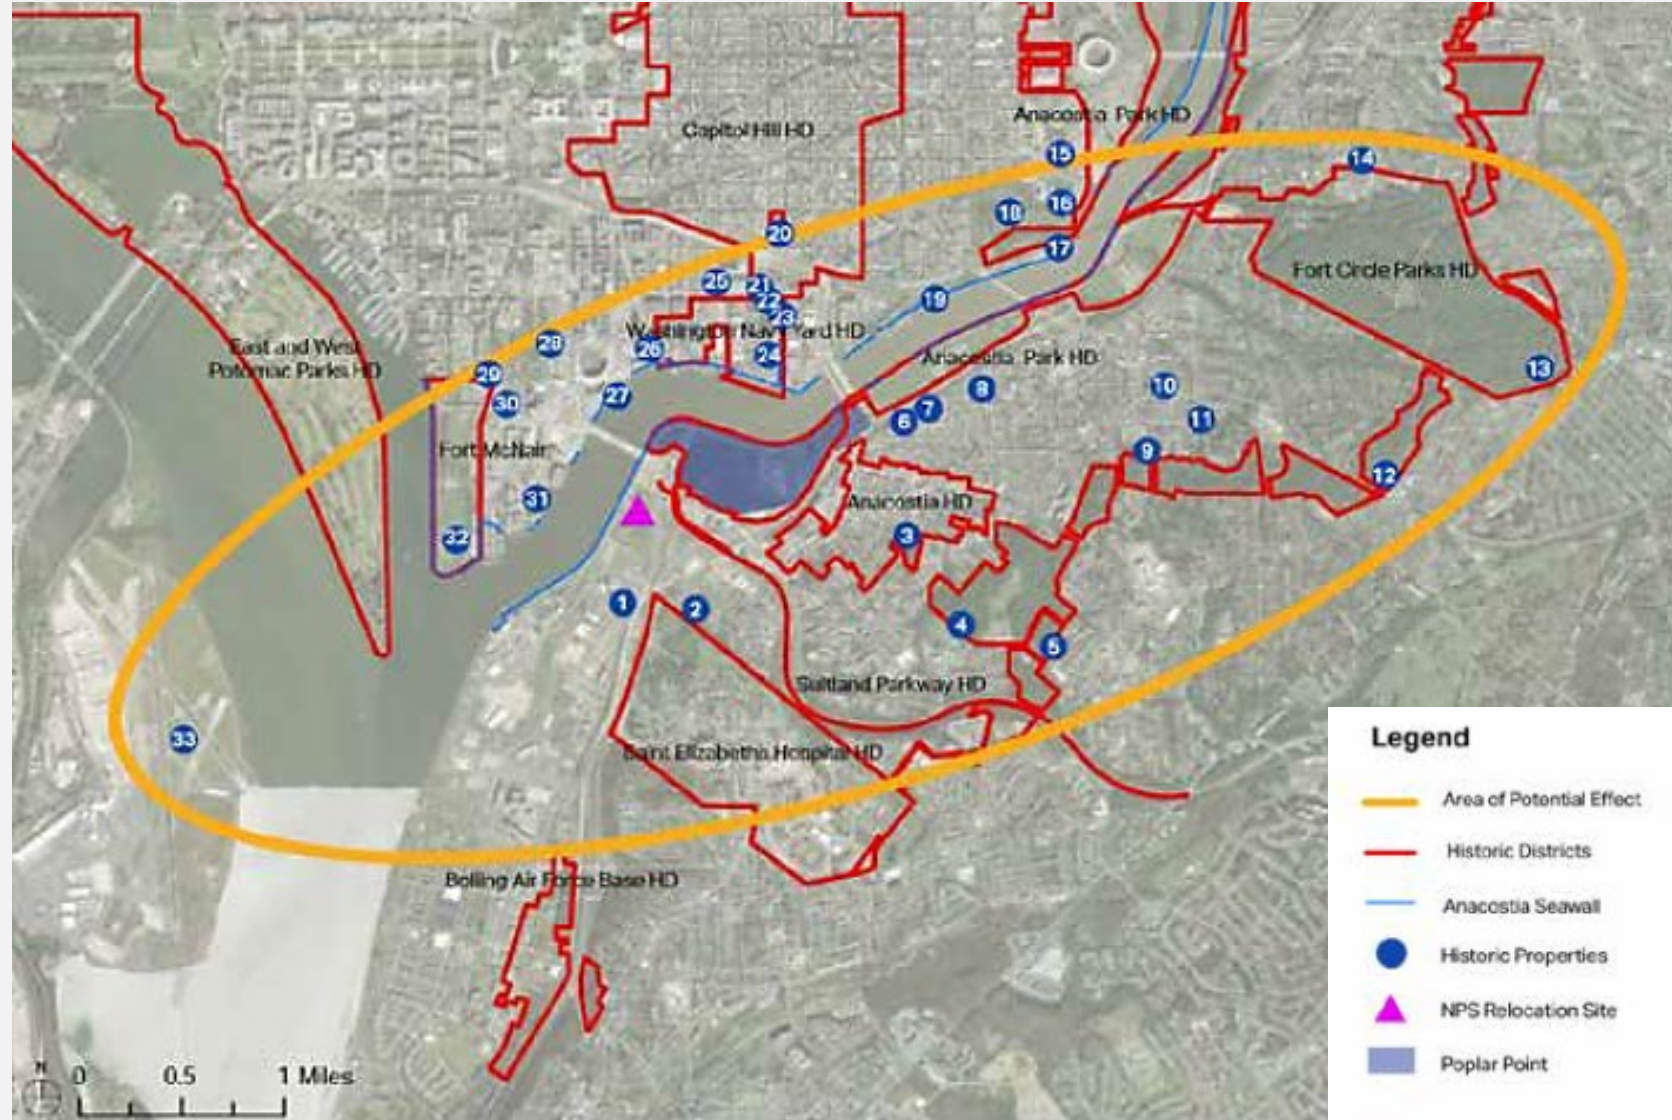 Capitol Hill HD
Anacostia Park HD
15
14
16
18
20
17
Fort Circle Parks HD
25
21
22
19
23
Washington Navy Yard HD
28
26
24
East and West
Potomac Parks HD
Anacostia Park HD
29
13
10
8
27
30
7
11
6
Fort McNair
9
12
31
Anacostia HD
3
32
1
2
4
5
Suitland Parkway HD
33
Saint Elizabeths Hospital HD
Bolling Air Force Base HD
N
0 0.5 1 Miles
Legend
Area of Potential Effect
Historic Districts
Anacostia Seawall
Historic Properties
NPS Relocation Site
Poplar Point